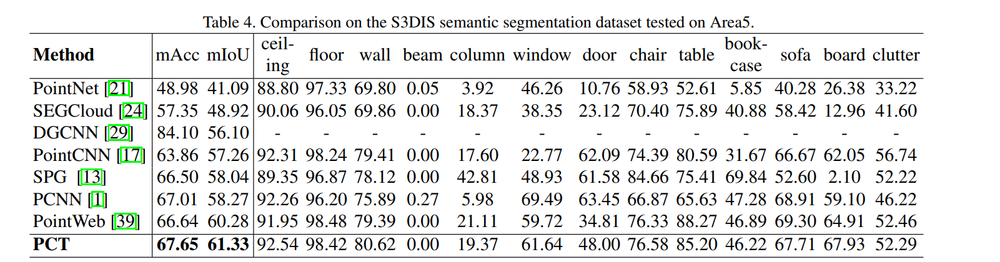 Table 4. Comparison on the S3DIS semantic segmentation dataset tested on Area5.
Method mAcc mIoU ceil-ing floor wall beam column window door chair table book-case sofa board clutter
PointNet [21] 48.98 41.09 88.80 97.33 69.80 0.05 3.92 46.26 10.76 58.93 52.61 5.85 40.28 26.38 33.22
SEGCloud [24] 57.35 48.92 90.06 96.05 69.86 0.00 18.37 38.35 23.12 70.40 75.89 40.88 58.42 12.96 41.60
DGCNN [29] 84.10 56.10 - - - - - - - - - - - - -
PointCNN [17] 63.86 57.26 92.31 98.24 79.41 0.00 17.60 22.77 62.09 74.39 80.59 31.67 66.67 62.05 56.74
SPG [13] 66.50 58.04 89.35 96.87 78.12 0.00 42.81 48.93 61.58 84.66 75.41 69.84 52.60 2.10 52.22
PCNN [1] 67.01 58.27 92.26 96.20 75.89 0.27 5.98 69.49 63.45 66.87 65.63 47.28 68.91 59.10 46.22
PointWeb [39] 66.64 60.28 91.95 98.48 79.39 0.00 21.11 59.72 34.81 76.33 88.27 46.89 69.30 64.91 52.46
PCT 67.65 61.33 92.54 98.42 80.62 0.00 19.37 61.64 48.00 76.58 85.20 46.22 67.71 67.93 52.29